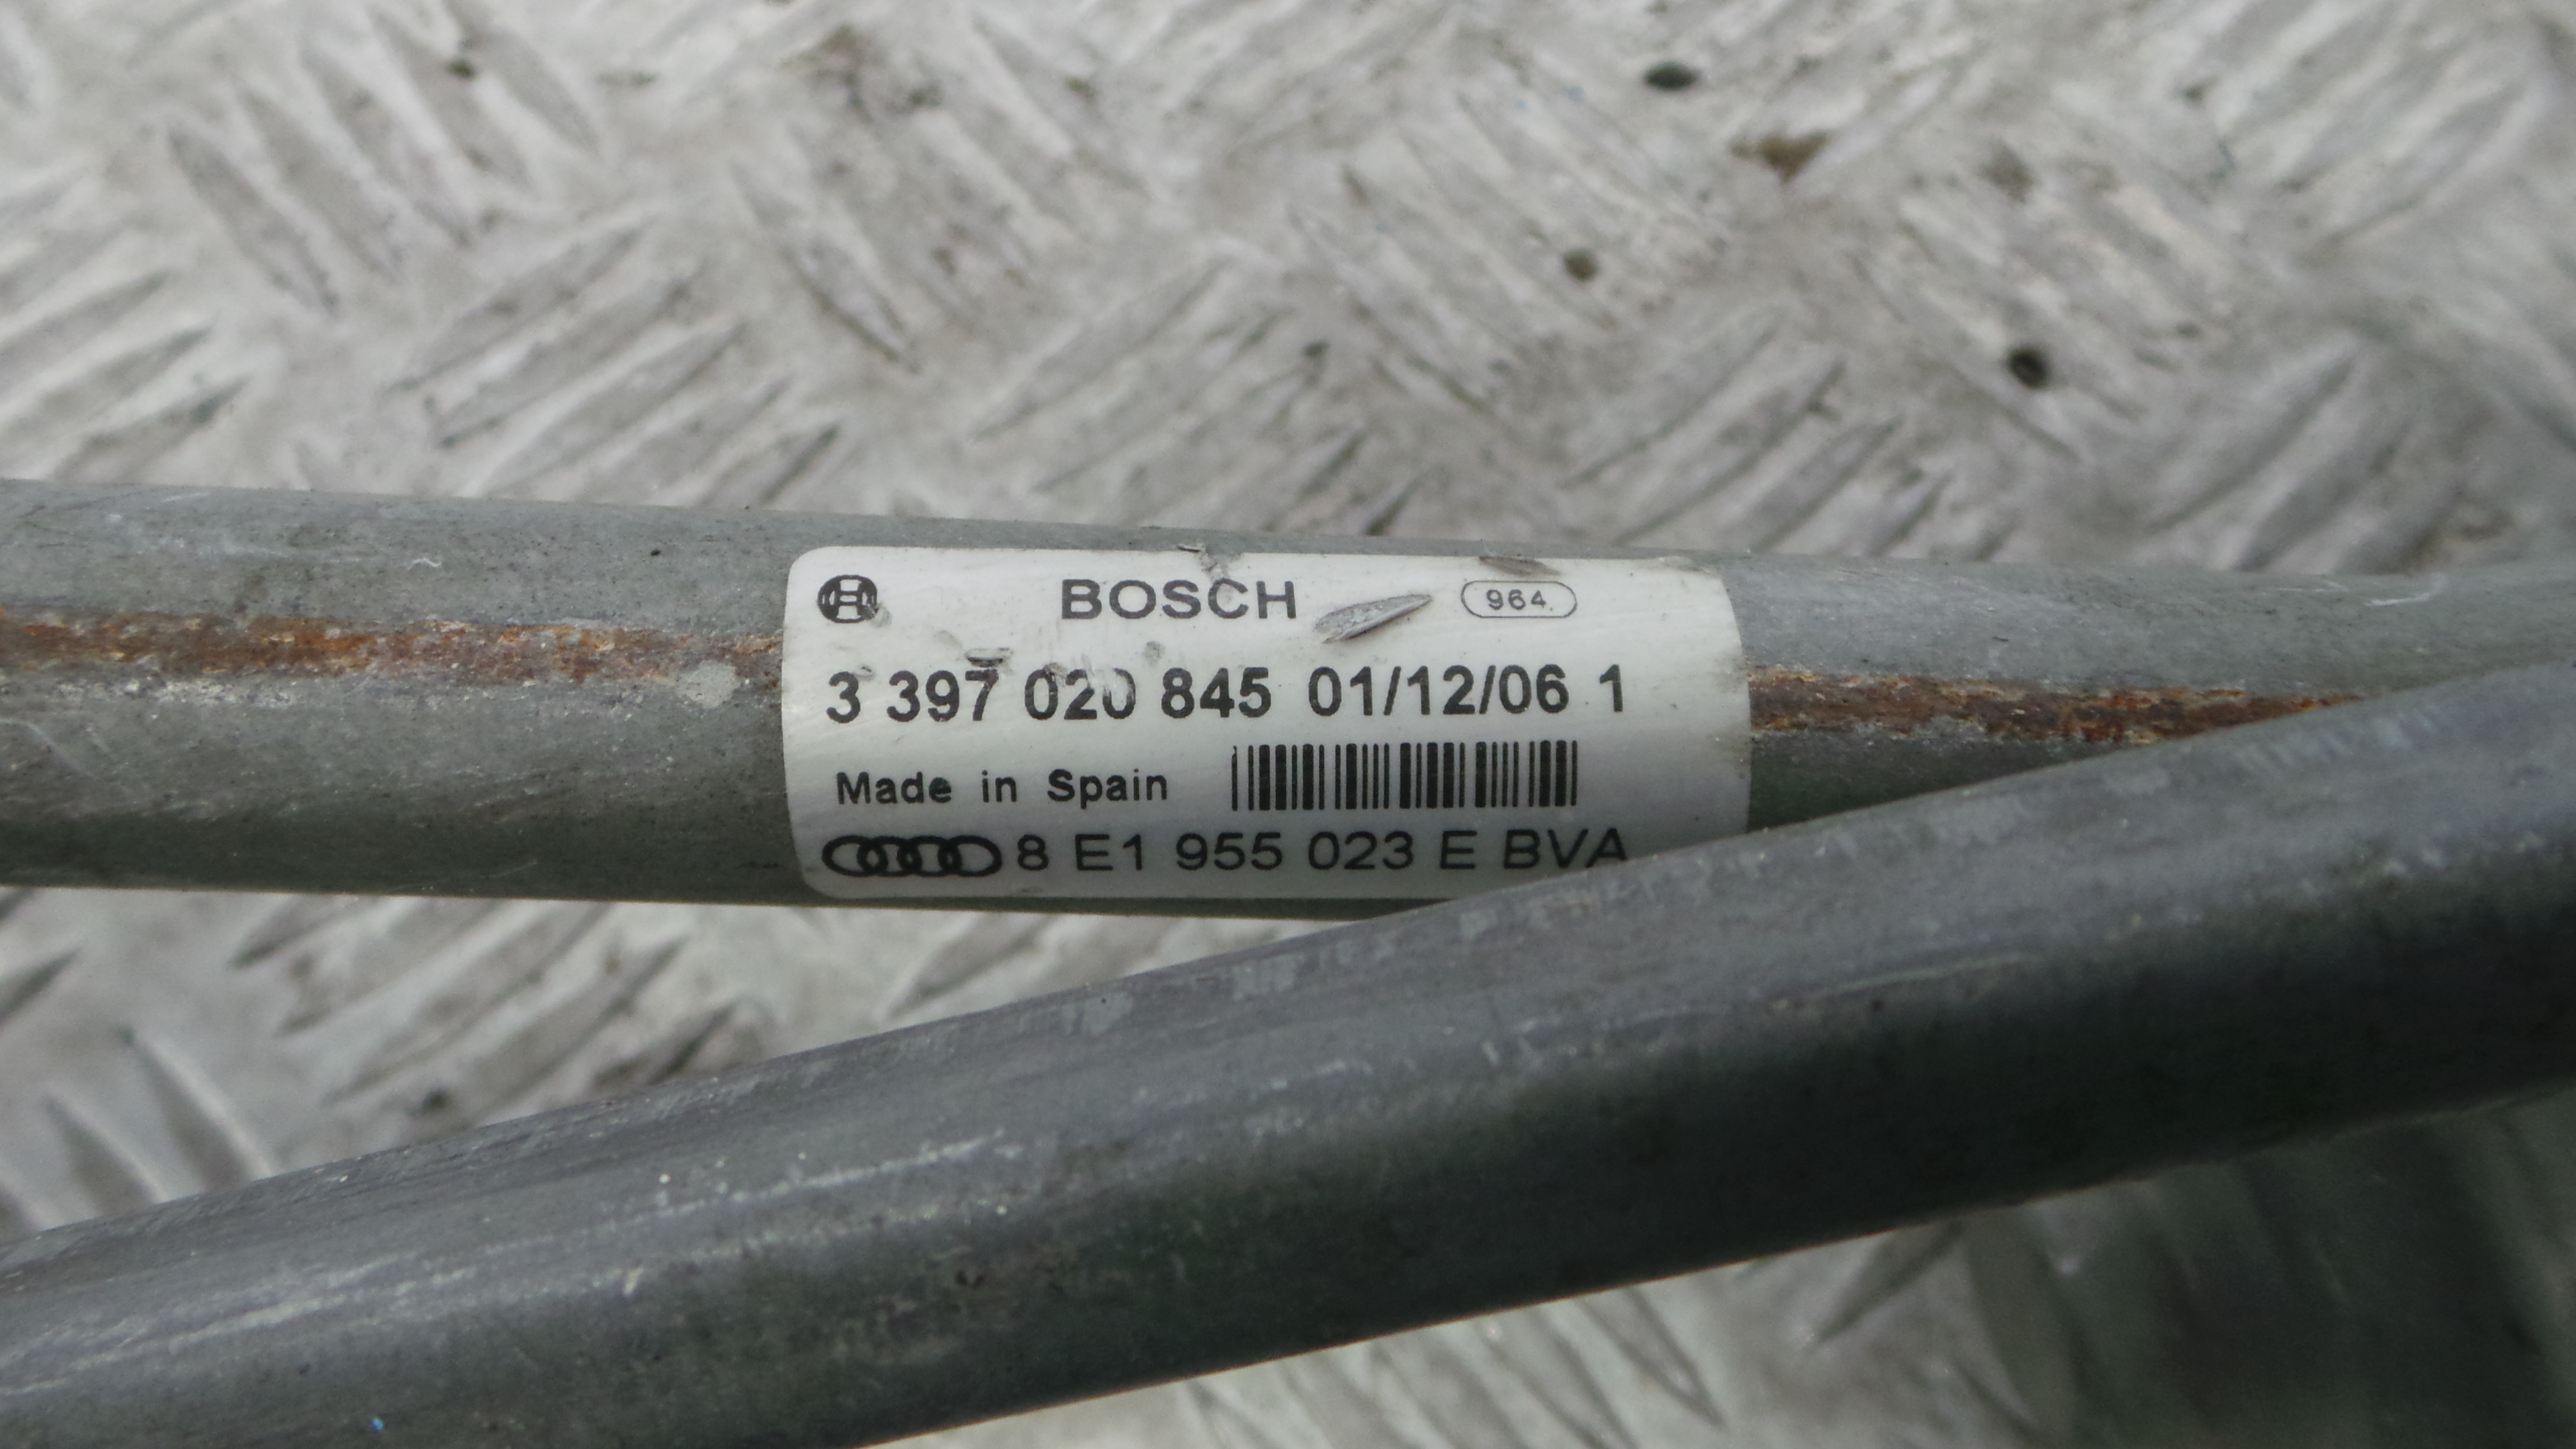 BOSCH 964
3 397 020 845 01/12/06 1
Made in Spain
8 E1 955 023 E BVA